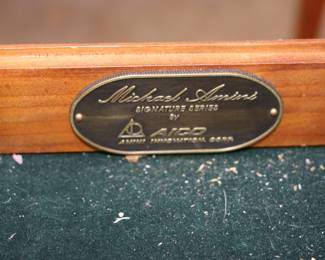 Michael Amini
SIGNATURE SERIES
By
AICO
AMINI INNOVATION CORP.